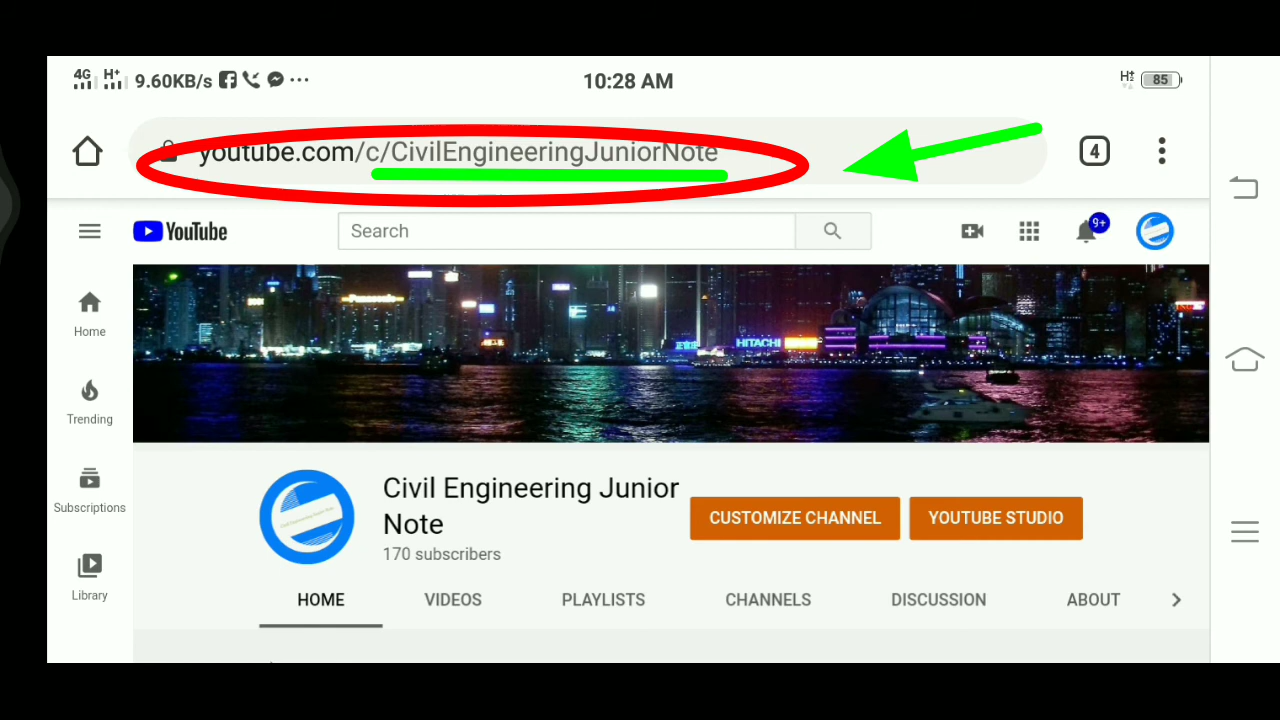 4G H+ 9.60KB/s ... 10:28 AM H‡ 85
youtube.com/c/CivilEngineeringJuniorNote 4
YouTube Search 9+
Panasonic
HITACHI
Home
Trending
Subscriptions
Library
Civil Engineering Junior
Note
170 subscribers
CUSTOMIZE CHANNEL YOUTUBE STUDIO
HOME VIDEOS PLAYLISTS CHANNELS DISCUSSION ABOUT